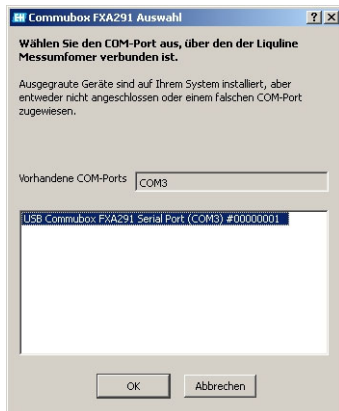 EH Commubox FXA291 Auswahl
Wählen Sie den COM-Port aus, über den der Liquline
Messumfomer verbunden ist.
Ausgegraute Geräte sind auf Ihrem System installiert, aber
entweder nicht angeschlossen oder einem falschen COM-Port
zugewiesen.
Vorhandene COM-Ports COM3
USB Commubox FXA291 Serial Port (COM3) #00000001
OK Abbrechen